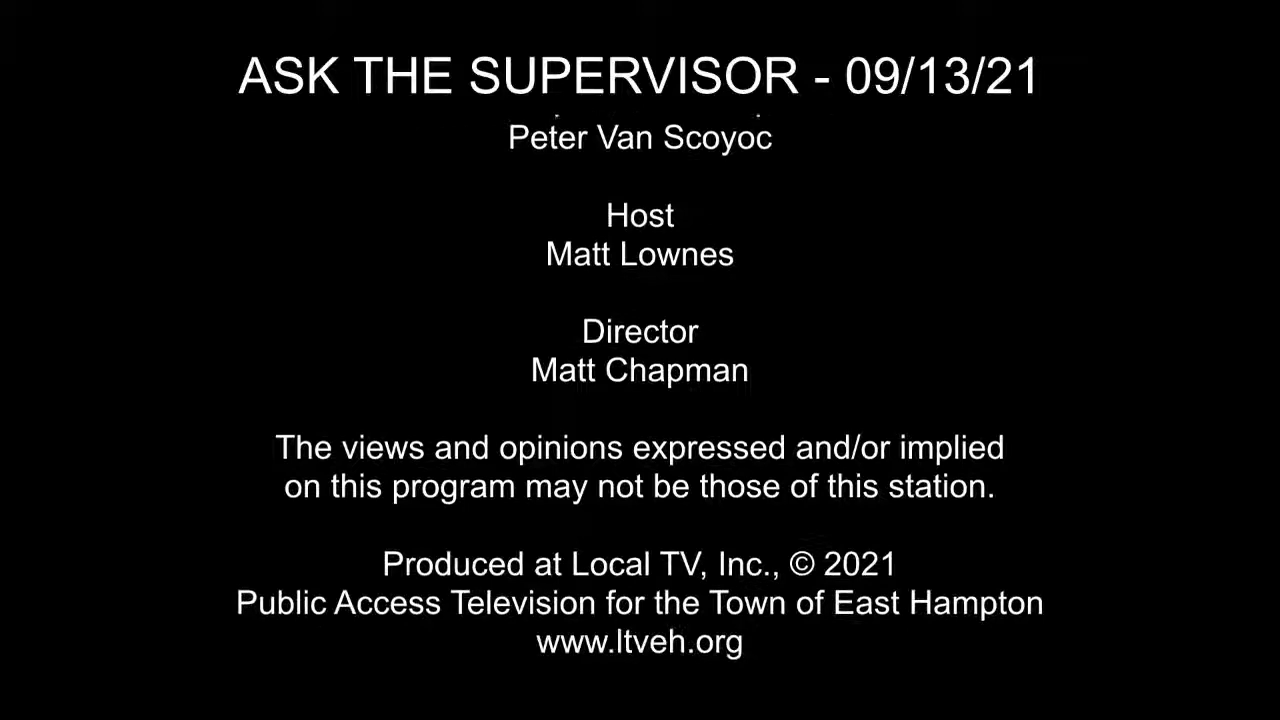 ASK THE SUPERVISOR - 09/13/21
Peter Van Scoyoc
Host
Matt Lownes
Director
Matt Chapman
The views and opinions expressed and/or implied
on this program may not be those of this station.
Produced at Local TV, Inc., © 2021
Public Access Television for the Town of East Hampton
www.ltveh.org